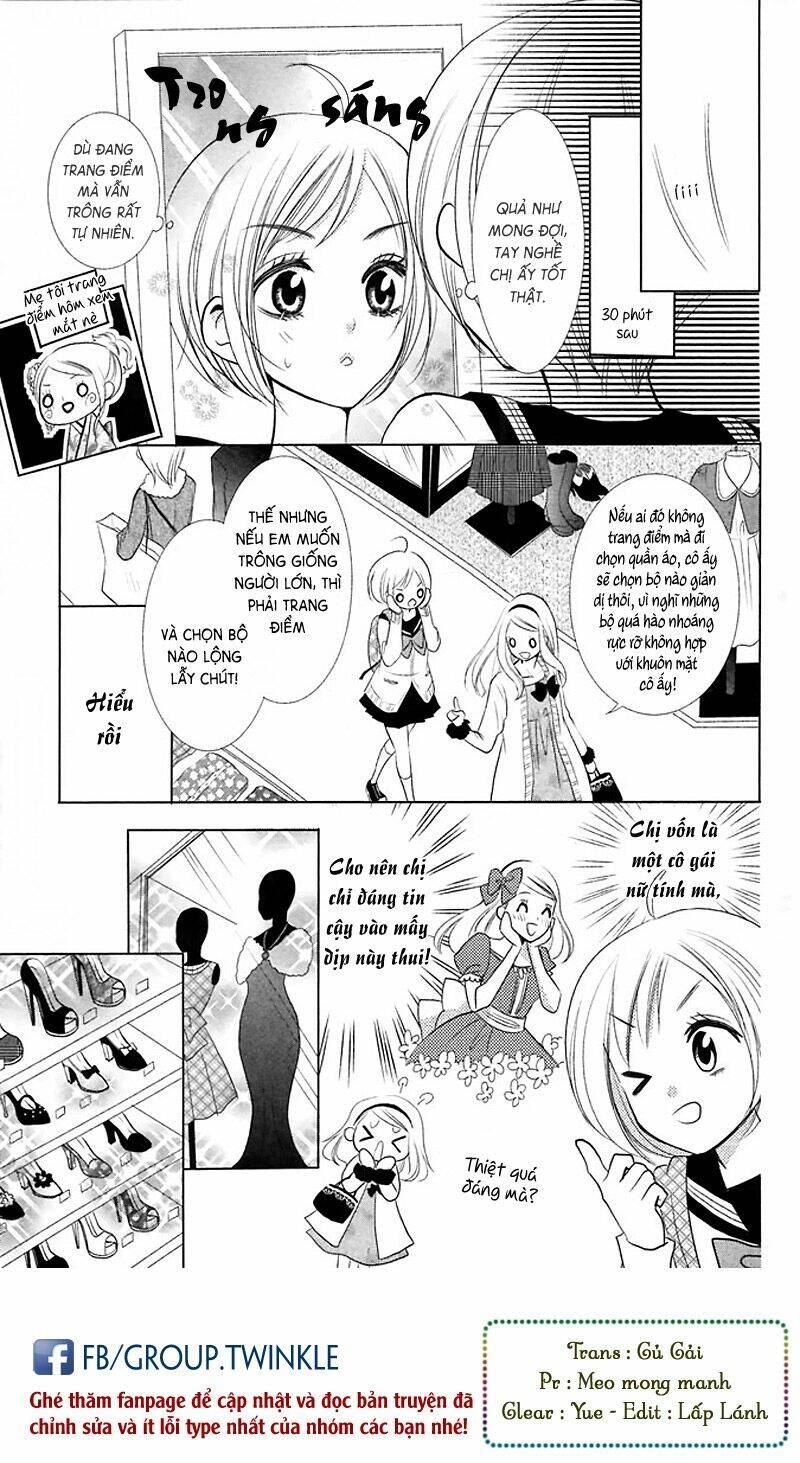 (iii
30 phút
sau
QUẢ NHƯ
MONG ĐỢI,
TAY NGHỀ
CHỊ ẤY TỐT
THẬT.
Tro
ng sáng
DÙ ĐANG
TRANG ĐIỂM
MÀ VẪN
TRÔNG RẤT
TỰ NHIÊN.
Mẹ tôi trang
điểm hôm xem
mắt nè
Nếu ai đó không
trang điểm mà đi
chọn quần áo, cô ấy
sẽ chọn bộ nào giản
dị thôi, vì nghĩ những
bộ quá hào nhoáng
rực rỡ không hợp
với khuôn mặt
cô ấy!
THẾ NHƯNG
NẾU EM MUỐN
TRÔNG GIỐNG
NGƯỜI LỚN, THÌ
PHẢI TRANG
ĐIỂM
VÀ CHỌN BỘ
NÀO LỘNG
LẪY CHÚT!
Hiểu
rồi
Chị vốn là
một cô gái
nữ tính mà,
Cho nên chị
chỉ đáng tin
cậy vào mấy
dịp này thui!
Thiệt quá
đáng mà?
FB/GROUP.TWINKLE
Ghé thăm fanpage để cập nhật và đọc bản truyện đã
chỉnh sửa và ít lỗi type nhất của nhóm các bạn nhé!
Trans : Củ Cải
Pr : Meo mong manh
Clear : Yue - Edit : Lấp Lánh